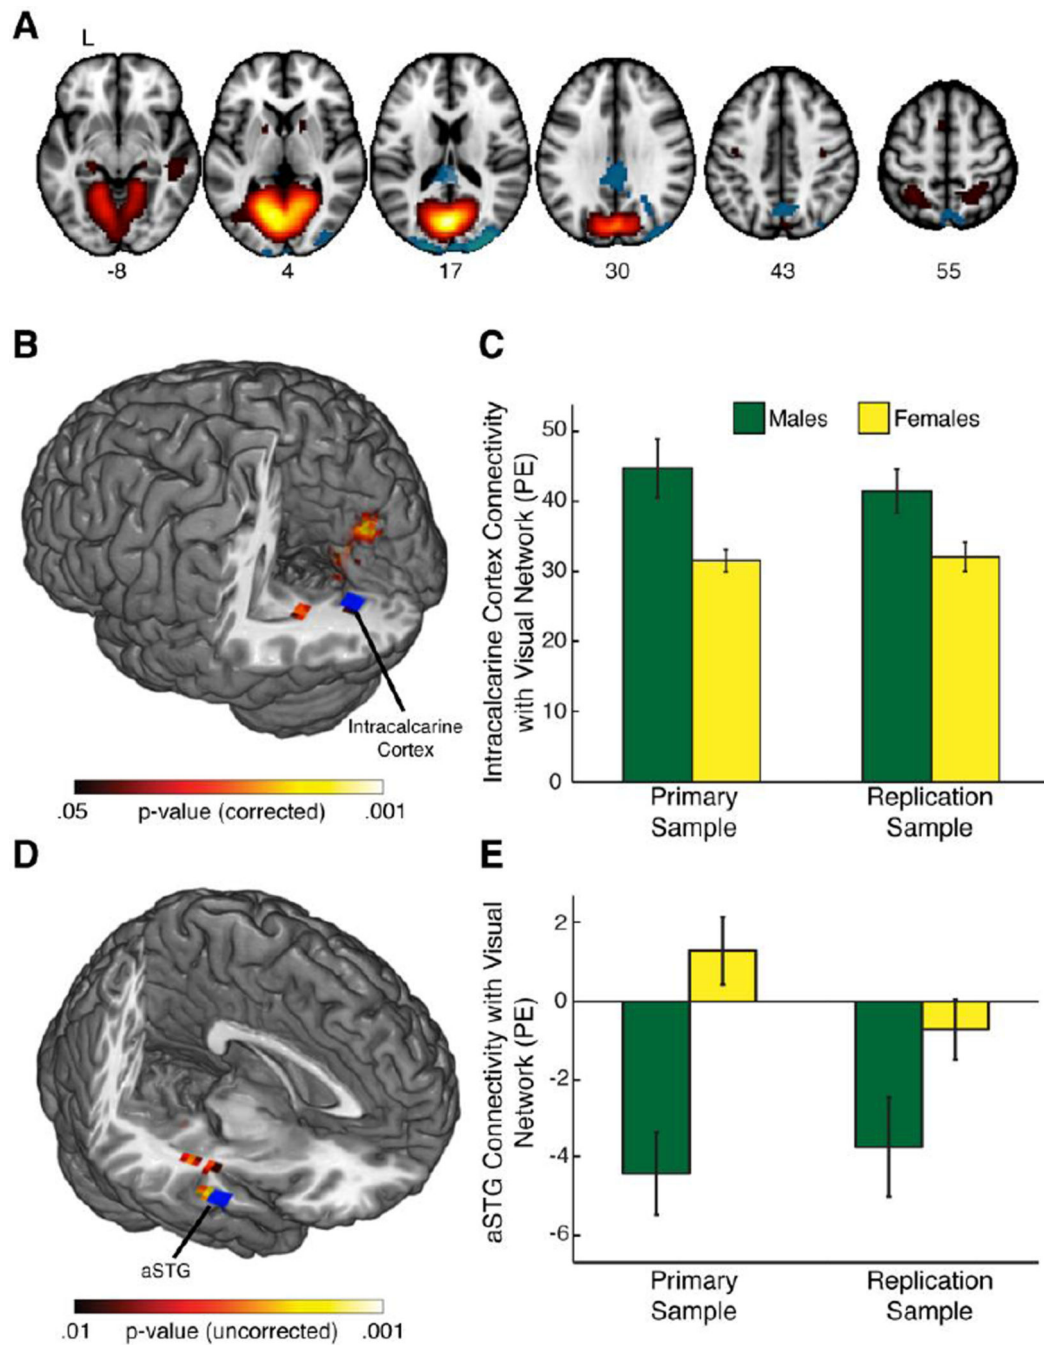 A
L
-8 4 17 30 43 55
B
Intracalcarine
Cortex
.05 p-value (corrected) .001
C
Intracalcarine Cortex Connectivity
with Visual Network (PE)
Males Females
50
40
30
20
10
0
Primary
Sample
Replication
Sample
D
aSTG
.01 p-value (uncorrected) .001
E
aSTG Connectivity with Visual
Network (PE)
2
0
-2
-4
-6
Primary
Sample
Replication
Sample